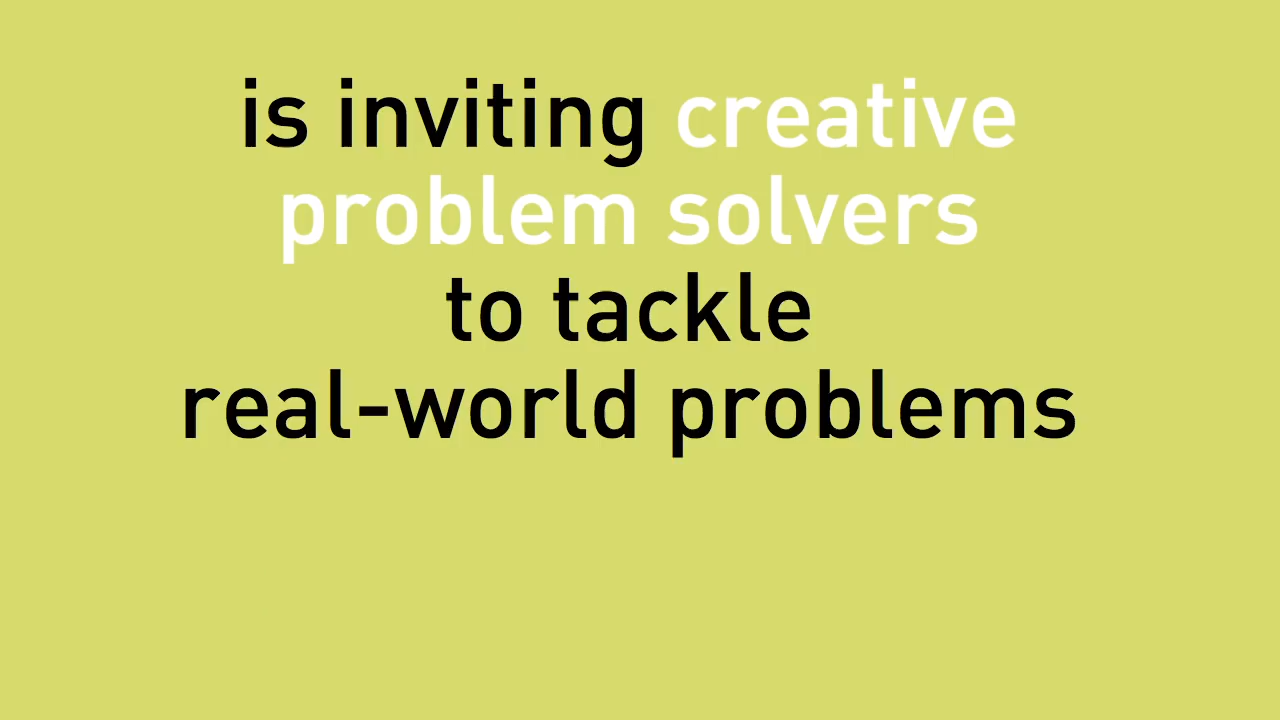 is inviting creative
problem solvers
to tackle
real-world problems